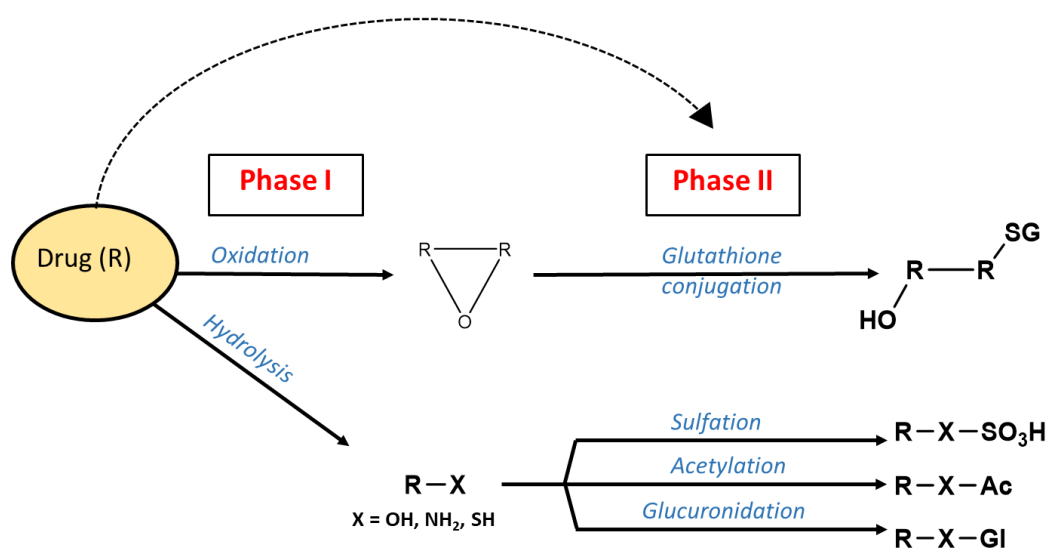 Phase I
Phase II
Drug (R)
Oxidation
R
R
O
Glutathione
conjugation
SG
R
R
HO
Hydrolysis
R–X
X = OH, NH₂, SH
Sulfation
R–X–SO₃H
Acetylation
R–X–Ac
Glucuronidation
R–X–Gl